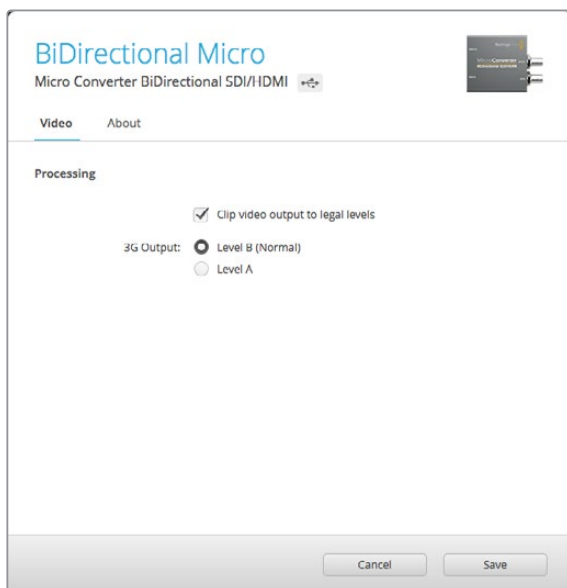 BiDirectional Micro
Micro Converter BiDirectional SDI/HDMI
Video About
Processing
Clip video output to legal levels
3G Output: Level B (Normal)
Level A
Cancel Save